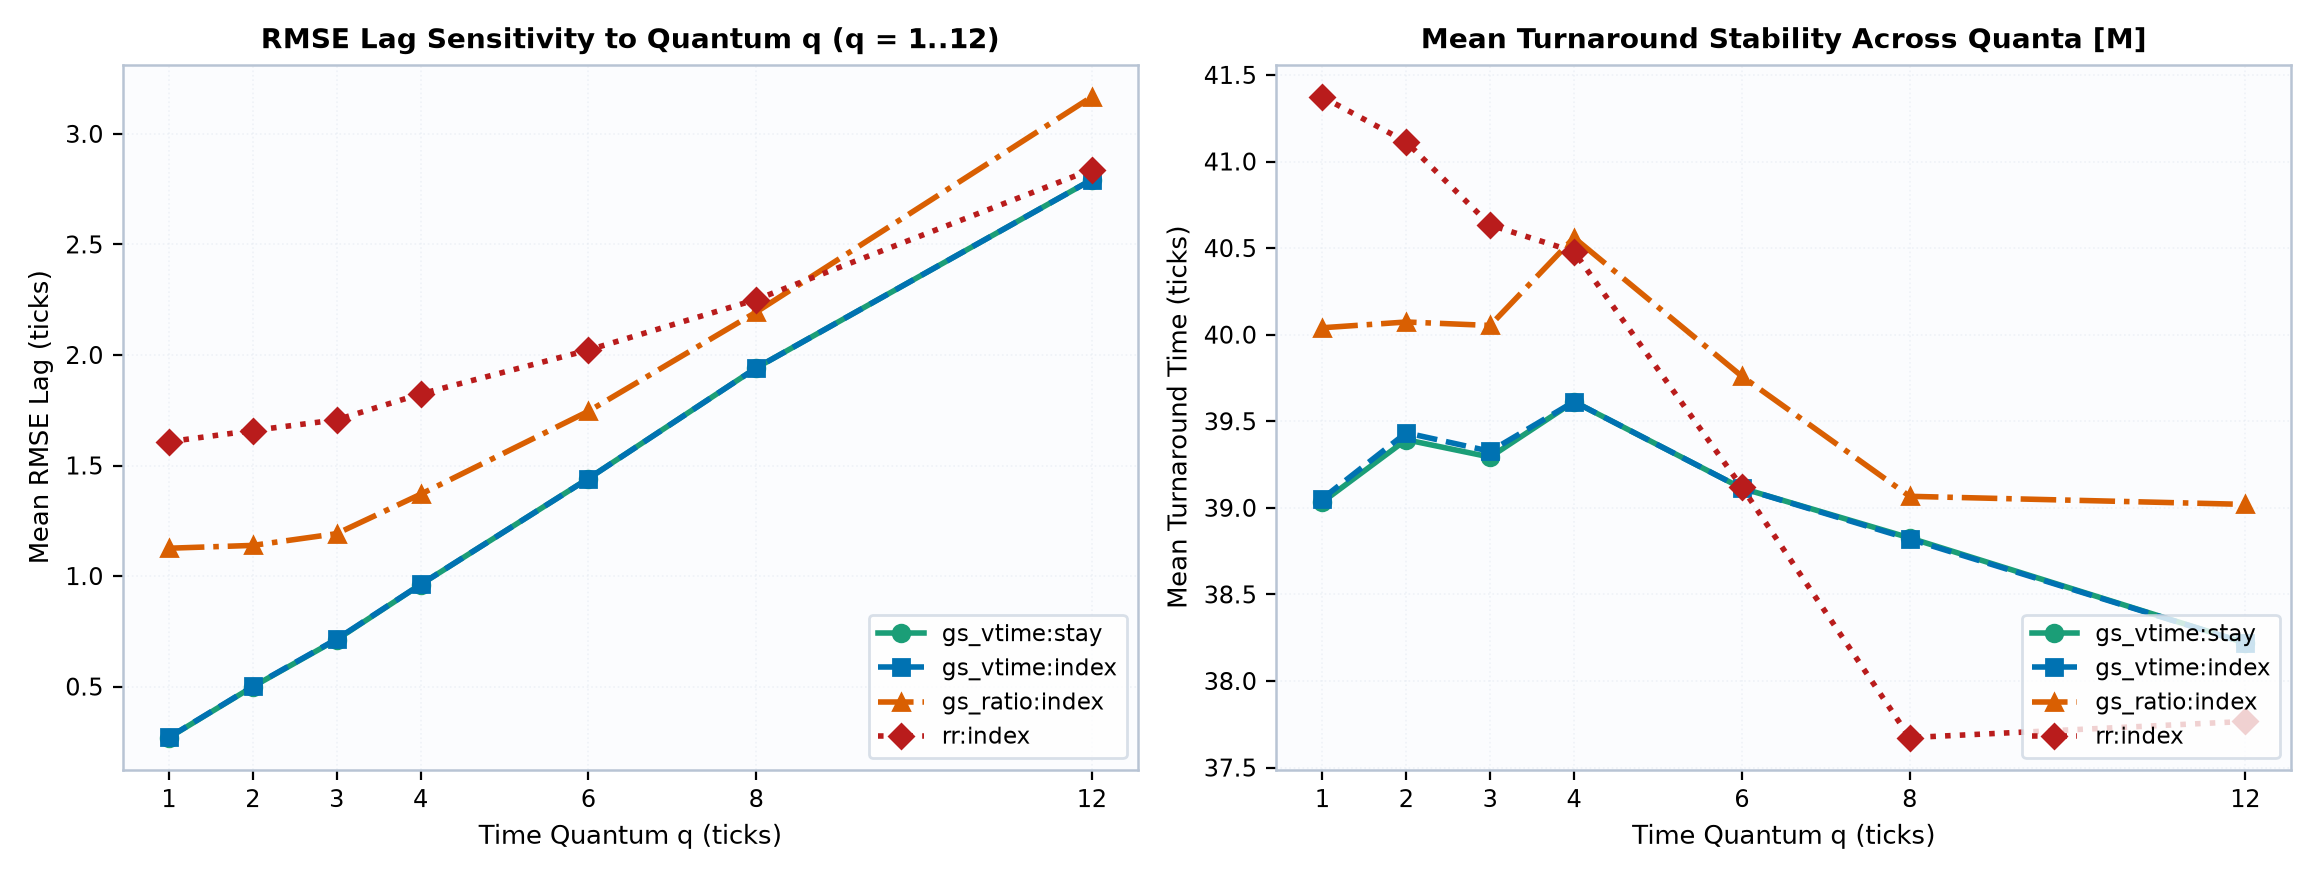 RMSE Lag Sensitivity to Quantum q (q = 1..12)
Mean RMSE Lag (ticks)
3.0
2.5
2.0
1.5
1.0
0.5
1 2 3 4 6 8 12
Time Quantum q (ticks)
gs_vtime:stay
gs_vtime:index
gs_ratio:index
rr:index
Mean Turnaround Stability Across Quanta [M]
Mean Turnaround Time (ticks)
41.5
41.0
40.5
40.0
39.5
39.0
38.5
38.0
37.5
1 2 3 4 6 8 12
Time Quantum q (ticks)
gs_vtime:stay
gs_vtime:index
gs_ratio:index
rr:index